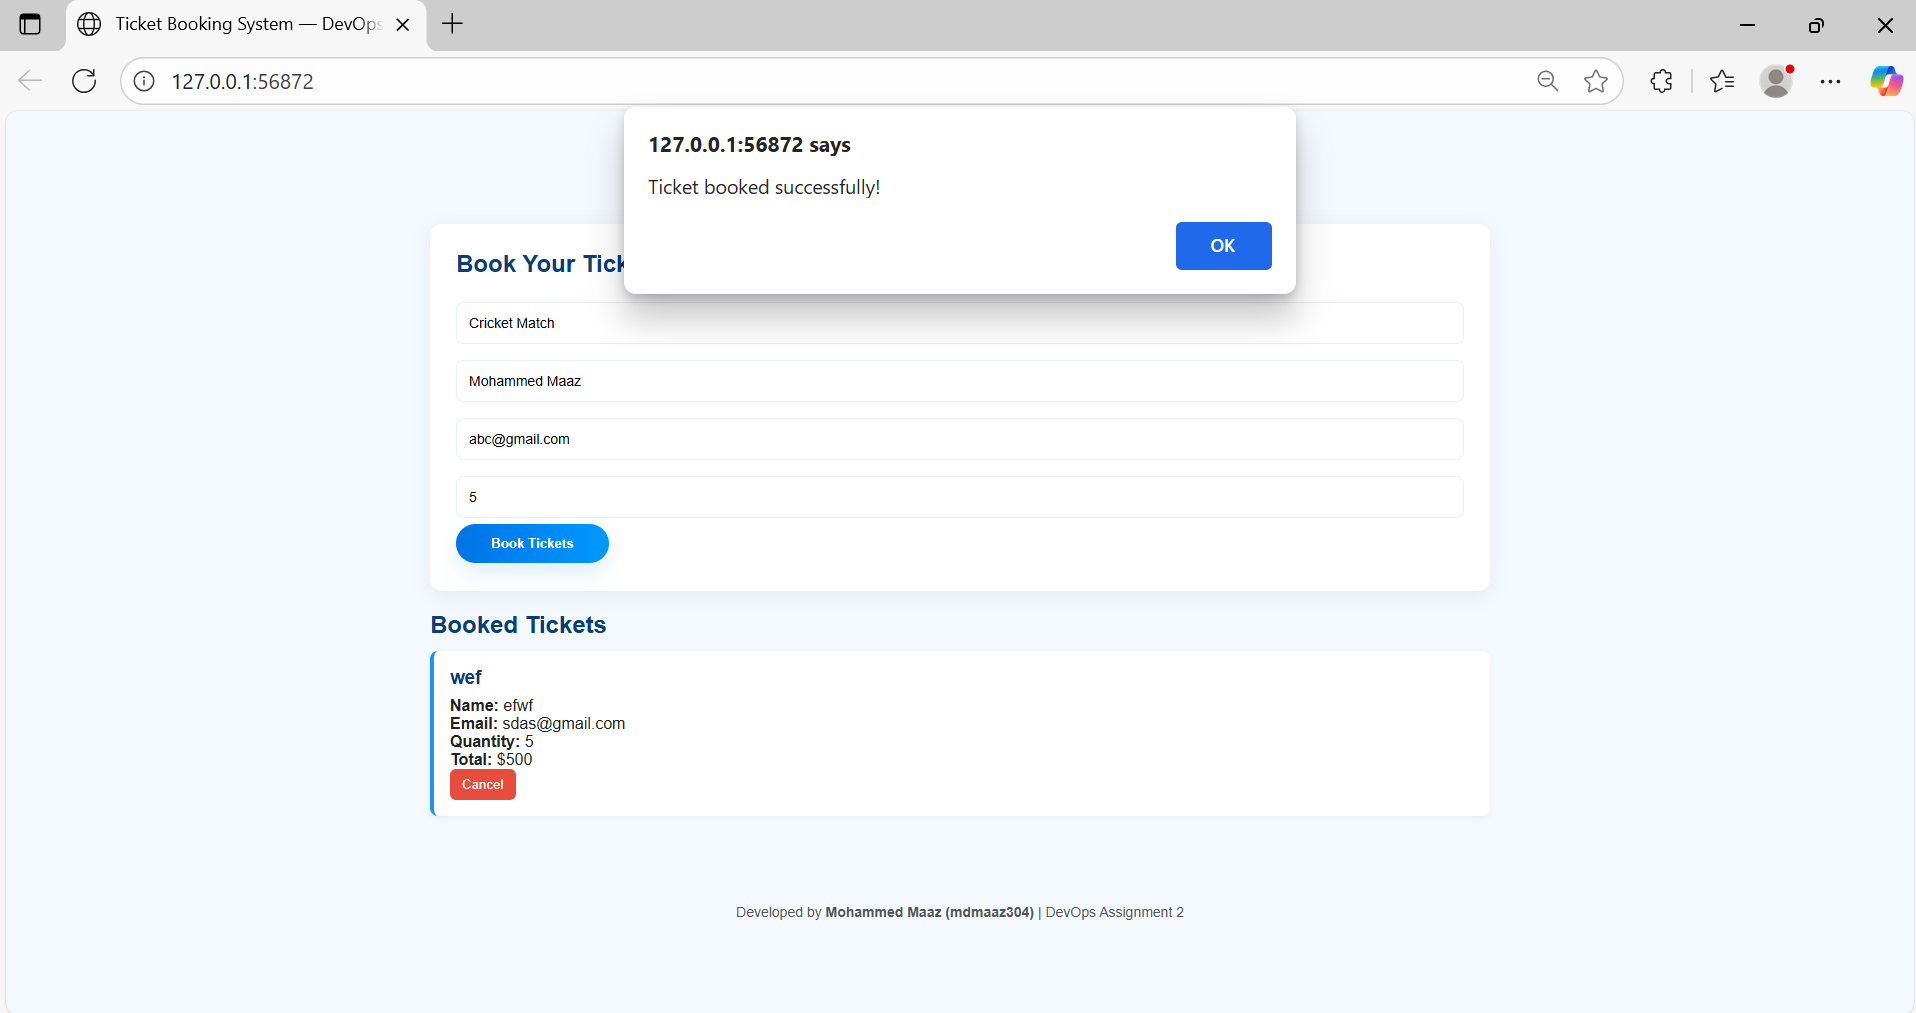 Ticket Booking System — DevOps
127.0.0.1:56872
127.0.0.1:56872 says
Ticket booked successfully!
OK
Book Your Tick
Cricket Match
Mohammed Maaz
abc@gmail.com
5
Book Tickets
Booked Tickets
wef
Name: efwf
Email: sdas@gmail.com
Quantity: 5
Total: $500
Cancel
Developed by Mohammed Maaz (mdmaaz304) | DevOps Assignment 2